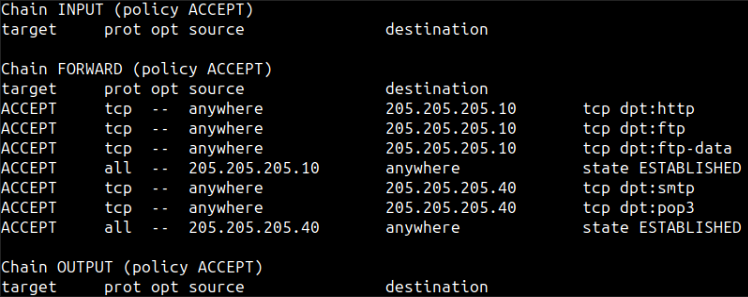 Chain INPUT (policy ACCEPT)
target     prot opt source               destination
Chain FORWARD (policy ACCEPT)
target     prot opt source               destination
ACCEPT     tcp  --  anywhere             205.205.205.10       tcp dpt:http
ACCEPT     tcp  --  anywhere             205.205.205.10       tcp dpt:ftp
ACCEPT     tcp  --  anywhere             205.205.205.10       tcp dpt:ftp-data
ACCEPT     all  --  205.205.205.10       anywhere             state ESTABLISHED
ACCEPT     tcp  --  anywhere             205.205.205.40       tcp dpt:smtp
ACCEPT     tcp  --  anywhere             205.205.205.40       tcp dpt:pop3
ACCEPT     all  --  205.205.205.40       anywhere             state ESTABLISHED
Chain OUTPUT (policy ACCEPT)
target     prot opt source               destination